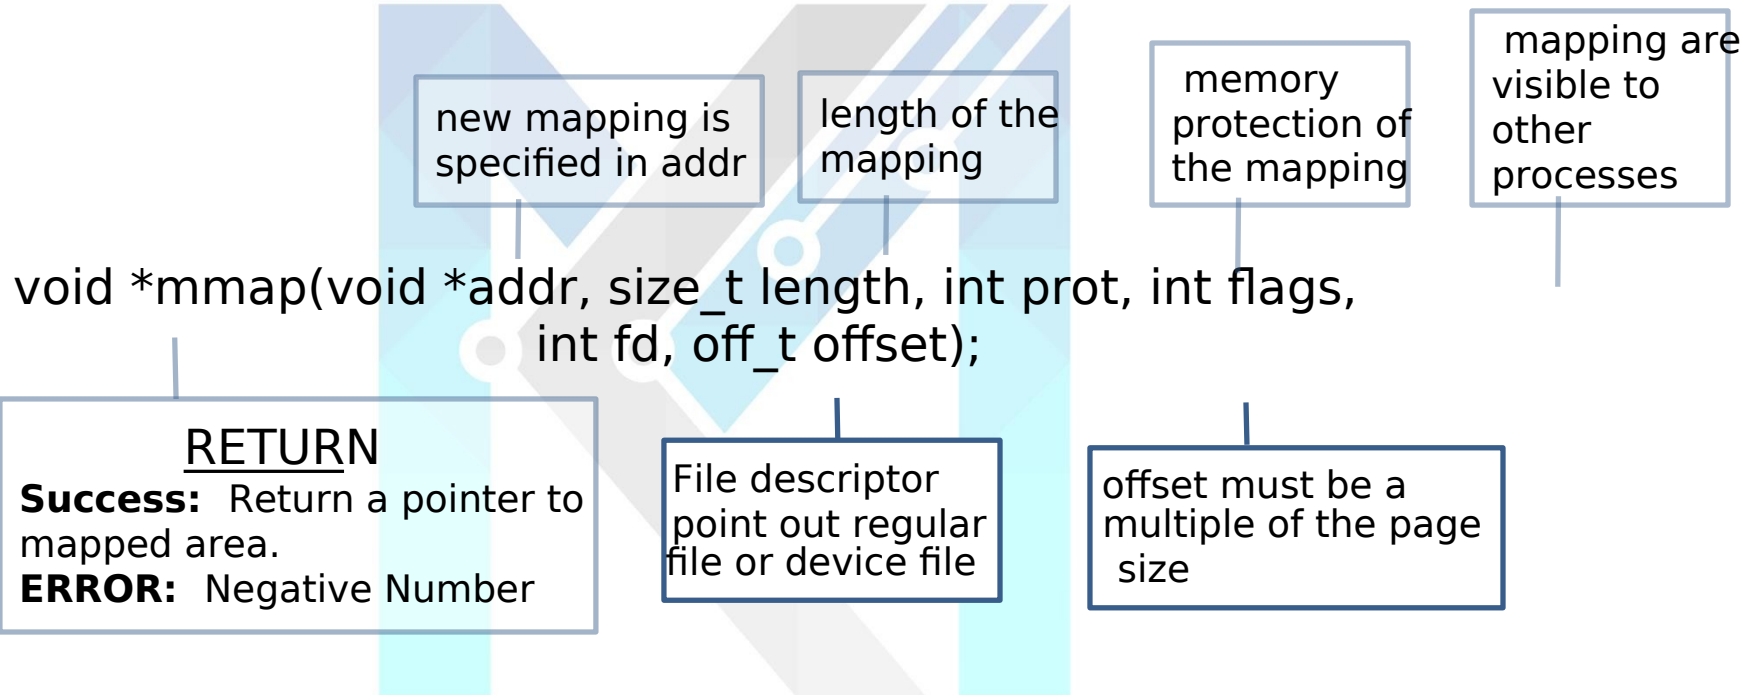 new mapping is
specified in addr
length of the
mapping
memory
protection of
the mapping
mapping are
visible to
other
processes
void *mmap(void *addr, size_t length, int prot, int flags,
int fd, off_t offset);
RETURN
Success: Return a pointer to
mapped area.
ERROR: Negative Number
File descriptor
point out regular
file or device file
offset must be a
multiple of the page
size